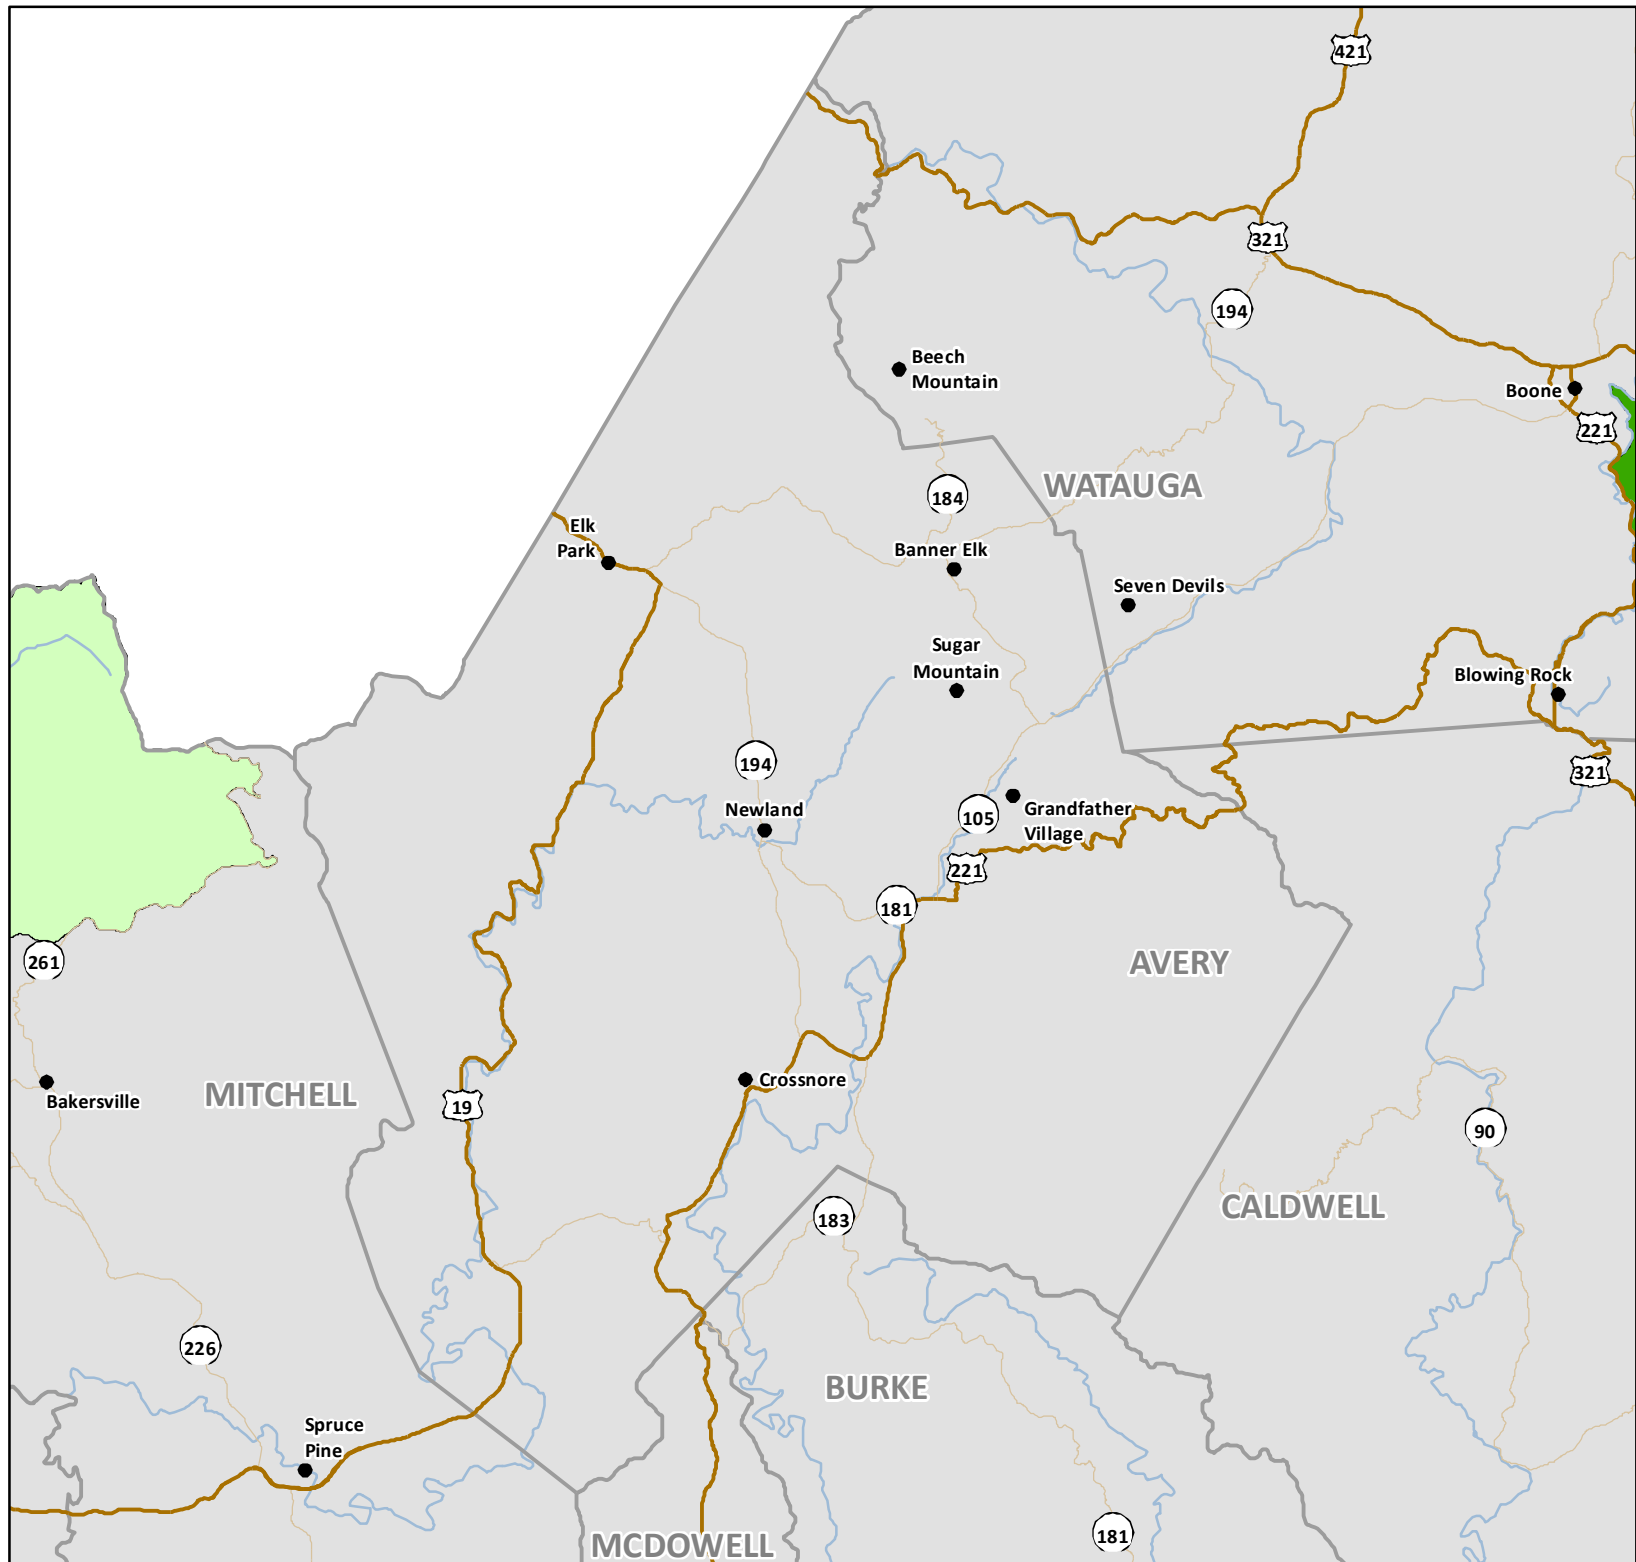 421
321
194
Beech
Mountain
Boone
221
WATAUGA
184
Elk
Park
Banner Elk
Seven Devils
Sugar
Mountain
Blowing Rock
194
321
Newland
105
Grandfather
Village
221
181
261
AVERY
Bakersville
MITCHELL
19
Crossnore
90
183
CALDWELL
226
BURKE
Spruce
Pine
MCDOWELL
181